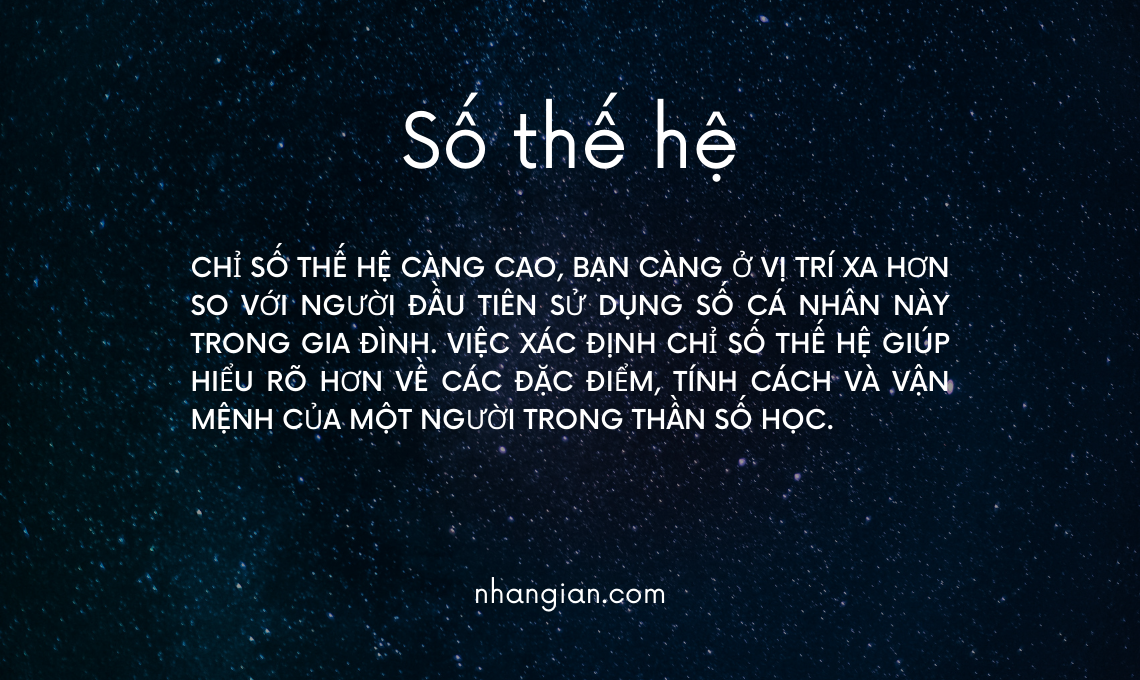 Số thế hệ
CHỈ SỐ THẾ HỆ CÀNG CAO, BẠN CÀNG Ở VỊ TRÍ XA HƠN
SO VỚI NGƯỜI ĐẦU TIÊN SỬ DỤNG SỐ CÁ NHÂN NÀY
TRONG GIA ĐÌNH. VIỆC XÁC ĐỊNH CHỈ SỐ THẾ HỆ GIÚP
HIỂU RÕ HƠN VỀ CÁC ĐẶC ĐIỂM, TÍNH CÁCH VÀ VẬN
MỆNH CỦA MỘT NGƯỜI TRONG THẦN SỐ HỌC.
nhangian.com